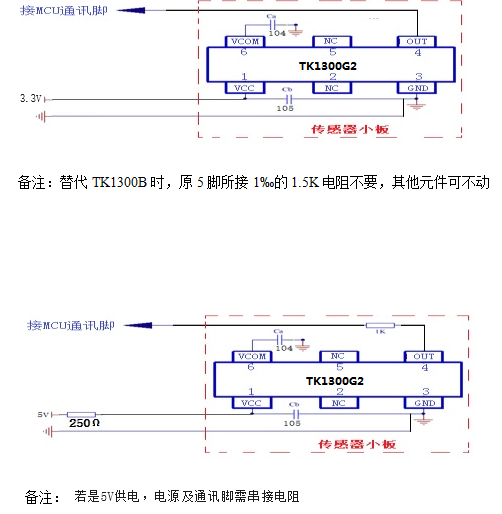 接MCU通讯脚
Ca
104
VCOM NC OUT
6 5 4
TK1300G2
1 2 3
VCC NC GND
3.3V
Cb
105
传感器小板
备注：替代 TK1300B 时，原 5 脚所接 1‰的 1.5K 电阻不要，其他元件可不动
接MCU通讯脚
1K
Ca
104
VCOM NC OUT
6 5 4
TK1300G2
1 2 3
VCC NC GND
5V
250Ω
Cb
105
传感器小板
备注： 若是5V供电，电源及通讯脚需串接电阻